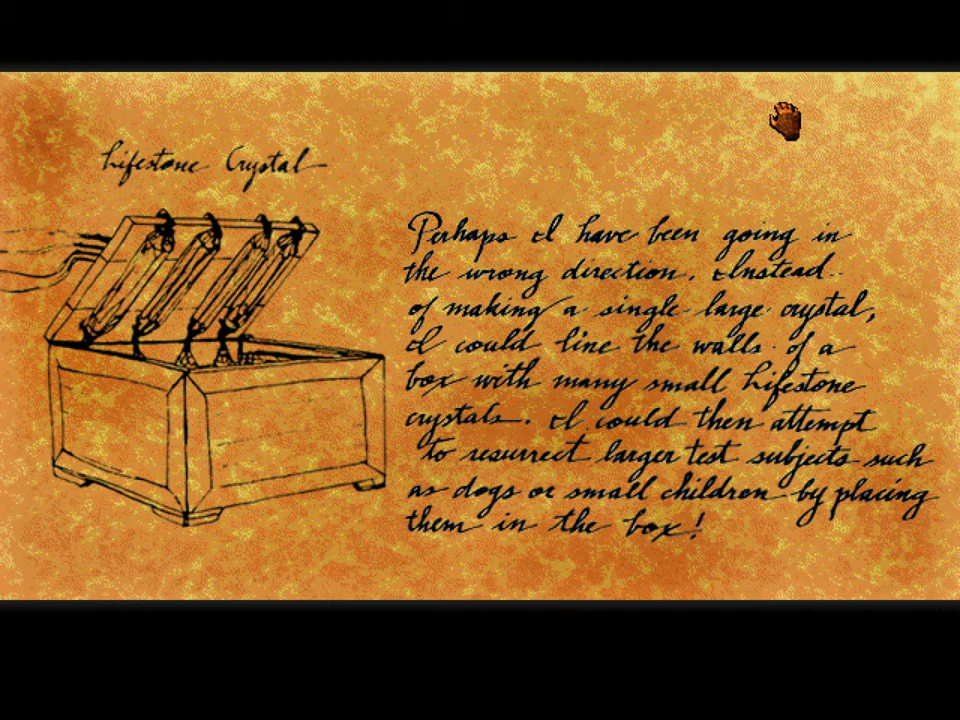 Lifestone Crystal
Perhaps I have been going in
the wrong direction. Instead
of making a single large crystal,
I could line the walls of a
box with many small Lifestone
crystals. I could then attempt
to resurrect larger test subjects such
as dogs or small children by placing
them in the box!